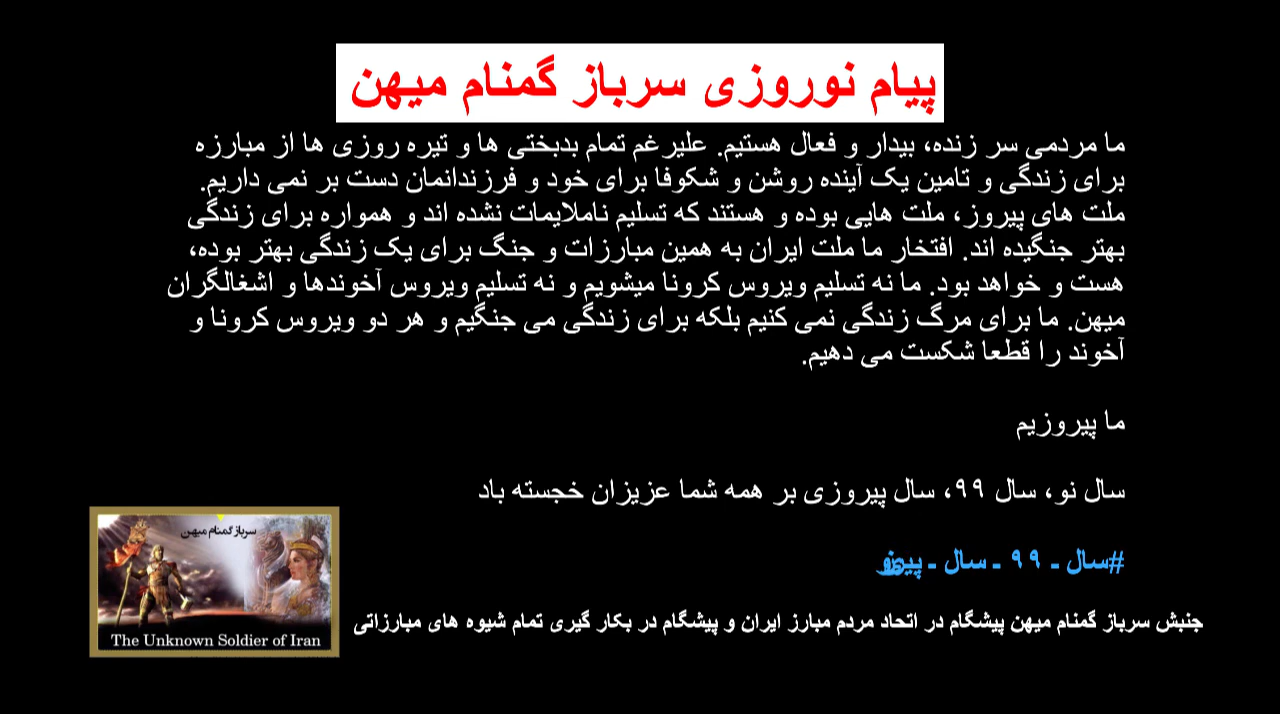 پیام نوروزی سرباز گمنام میهن
ما مردمی سر زنده، بیدار و فعال هستیم. علیرغم تمام بدبختی ها و تیره روزی ها از مبارزه
برای زندگی و تامین یک آینده روشن و شکوفا برای خود و فرزندانمان دست بر نمی داریم.
ملت های پیروز، ملت هایی بوده و هستند که تسلیم ناملایمات نشده اند و همواره برای زندگی
بهتر جنگیده اند. افتخار ما ملت ایران به همین مبارزات و جنگ برای یک زندگی بهتر بوده،
هست و خواهد بود. ما نه تسلیم ویروس کرونا میشویم و نه تسلیم ویروس آخوندها و اشغالگران
میهن. ما برای مرگ زندگی نمی کنیم بلکه برای زندگی می جنگیم و هر دو ویروس کرونا و
آخوند را قطعا شکست می دهیم.
ما پیروزیم
سال نو، سال ۹۹، سال پیروزی بر همه شما عزیزان خجسته باد
#سال ـ ۹۹ ـ سال ـ
سرباز گمنام میهن
The Unknown Soldier of Iran
جنبش سرباز گمنام میهن پیشگام در اتحاد مردم مبارز ایران و پیشگام در بکار گیری تمام شیوه های مبارزاتی